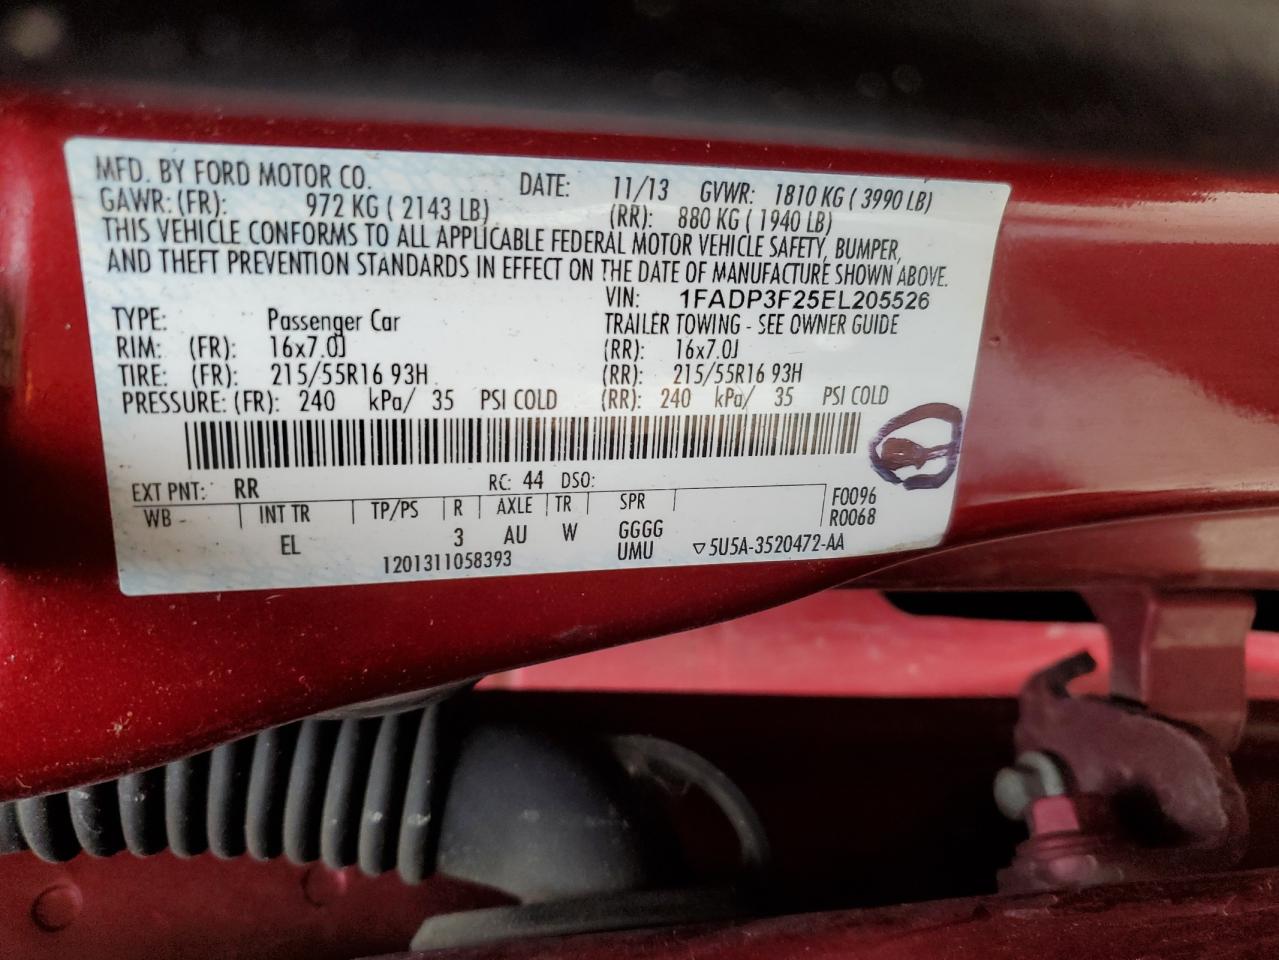 MFD. BY FORD MOTOR CO. DATE: 11/13 GVWR: 1810 KG ( 3990 LB)
GAWR: (FR): 972 KG ( 2143 LB) (RR): 880 KG ( 1940 LB)
THIS VEHICLE CONFORMS TO ALL APPLICABLE FEDERAL MOTOR VEHICLE SAFETY, BUMPER,
AND THEFT PREVENTION STANDARDS IN EFFECT ON THE DATE OF MANUFACTURE SHOWN ABOVE.
VIN: 1FADP3F25EL205526
TYPE: Passenger Car TRAILER TOWING - SEE OWNER GUIDE
RIM: (FR): 16x7.0J (RR): 16x7.0J
TIRE: (FR): 215/55R16 93H (RR): 215/55R16 93H
PRESSURE: (FR): 240 kPa/ 35 PSI COLD (RR): 240 kPa/ 35 PSI COLD
EXT PNT: RR RC: 44 DSO:
WB INT TR TP/PS R AXLE TR SPR F0096
EL 3 AU W GGGG R0068
1201311058393 UMU ▽5U5A-3520472-AA